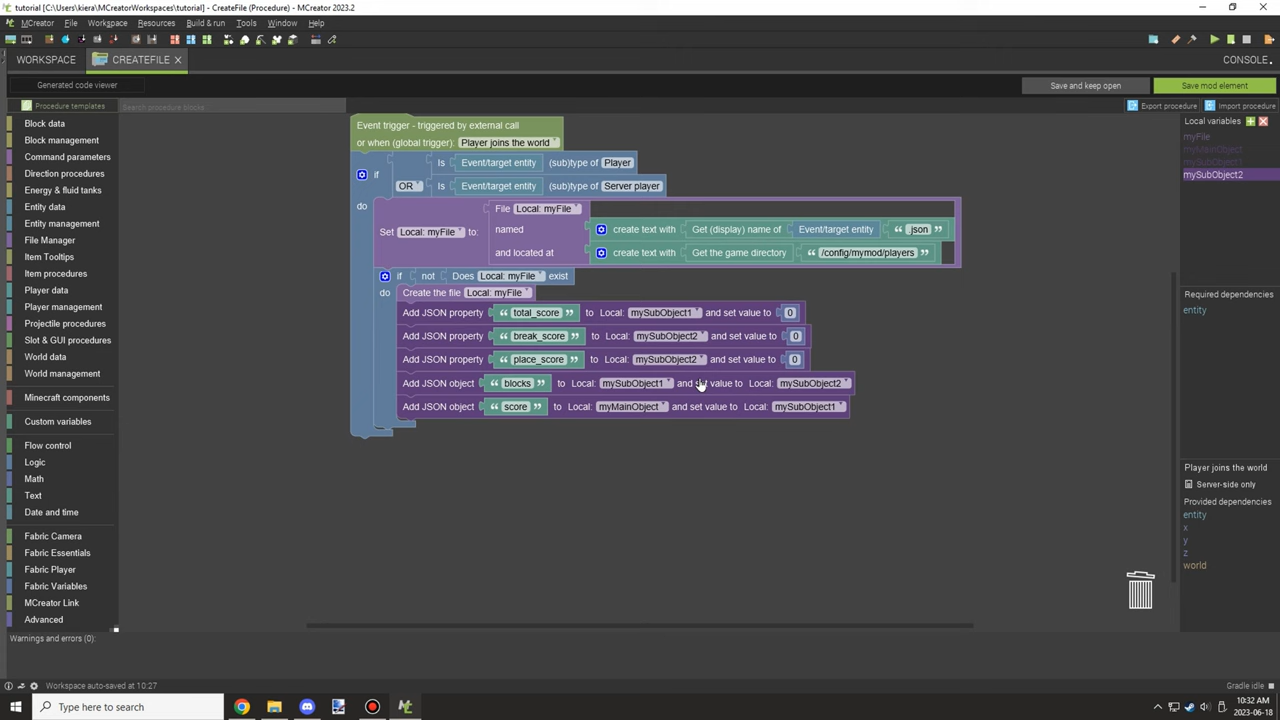 tutorial [C:\Users\kiera\MCreatorWorkspaces\tutorial] - CreateFile (Procedure) - MCreator 2023.2
MCreator File Edit Workspace Resources Build & run Tools Window Help
WORKSPACE CREATEFILE CONSOLE
Generated code viewer Save and keep open Save mod element
Procedure templates Search procedure blocks Export procedure Import procedure
Block data
Block management
Command parameters
Direction procedures
Energy & fluid tanks
Entity data
Entity management
File Manager
Item Tooltips
Item procedures
Player data
Player management
Projectile procedures
Slot & GUI procedures
World data
World management
Minecraft components
Custom variables
Flow control
Logic
Math
Text
Date and time
Fabric Camera
Fabric Essentials
Fabric Player
Fabric Variables
MCreator Link
Advanced
Event trigger - triggered by external call
or when (global trigger): Player joins the world
if Is Event/target entity (sub)type of Player
OR Is Event/target entity (sub)type of Server player
do
File Local: myFile
Set Local: myFile to: named create text with Get (display) name of Event/target entity “ .json ”
and located at create text with Get the game directory “ /config/mymod/players ”
if not Does Local: myFile exist
do Create the file Local: myFile
Add JSON property “ total_score ” to Local: mySubObject1 and set value to 0
Add JSON property “ break_score ” to Local: mySubObject2 and set value to 0
Add JSON property “ place_score ” to Local: mySubObject2 and set value to 0
Add JSON object “ blocks ” to Local: mySubObject1 and set value to Local: mySubObject2
Add JSON object “ score ” to Local: myMainObject and set value to Local: mySubObject1
Local variables
myFile
myMainObject
mySubObject1
mySubObject2
Required dependencies
entity
Player joins the world
Server-side only
Provided dependencies
entity
x
y
z
world
Warnings and errors (0):
Workspace auto-saved at 10:27 Gradle idle
Type here to search
10:32 AM
2023-06-18